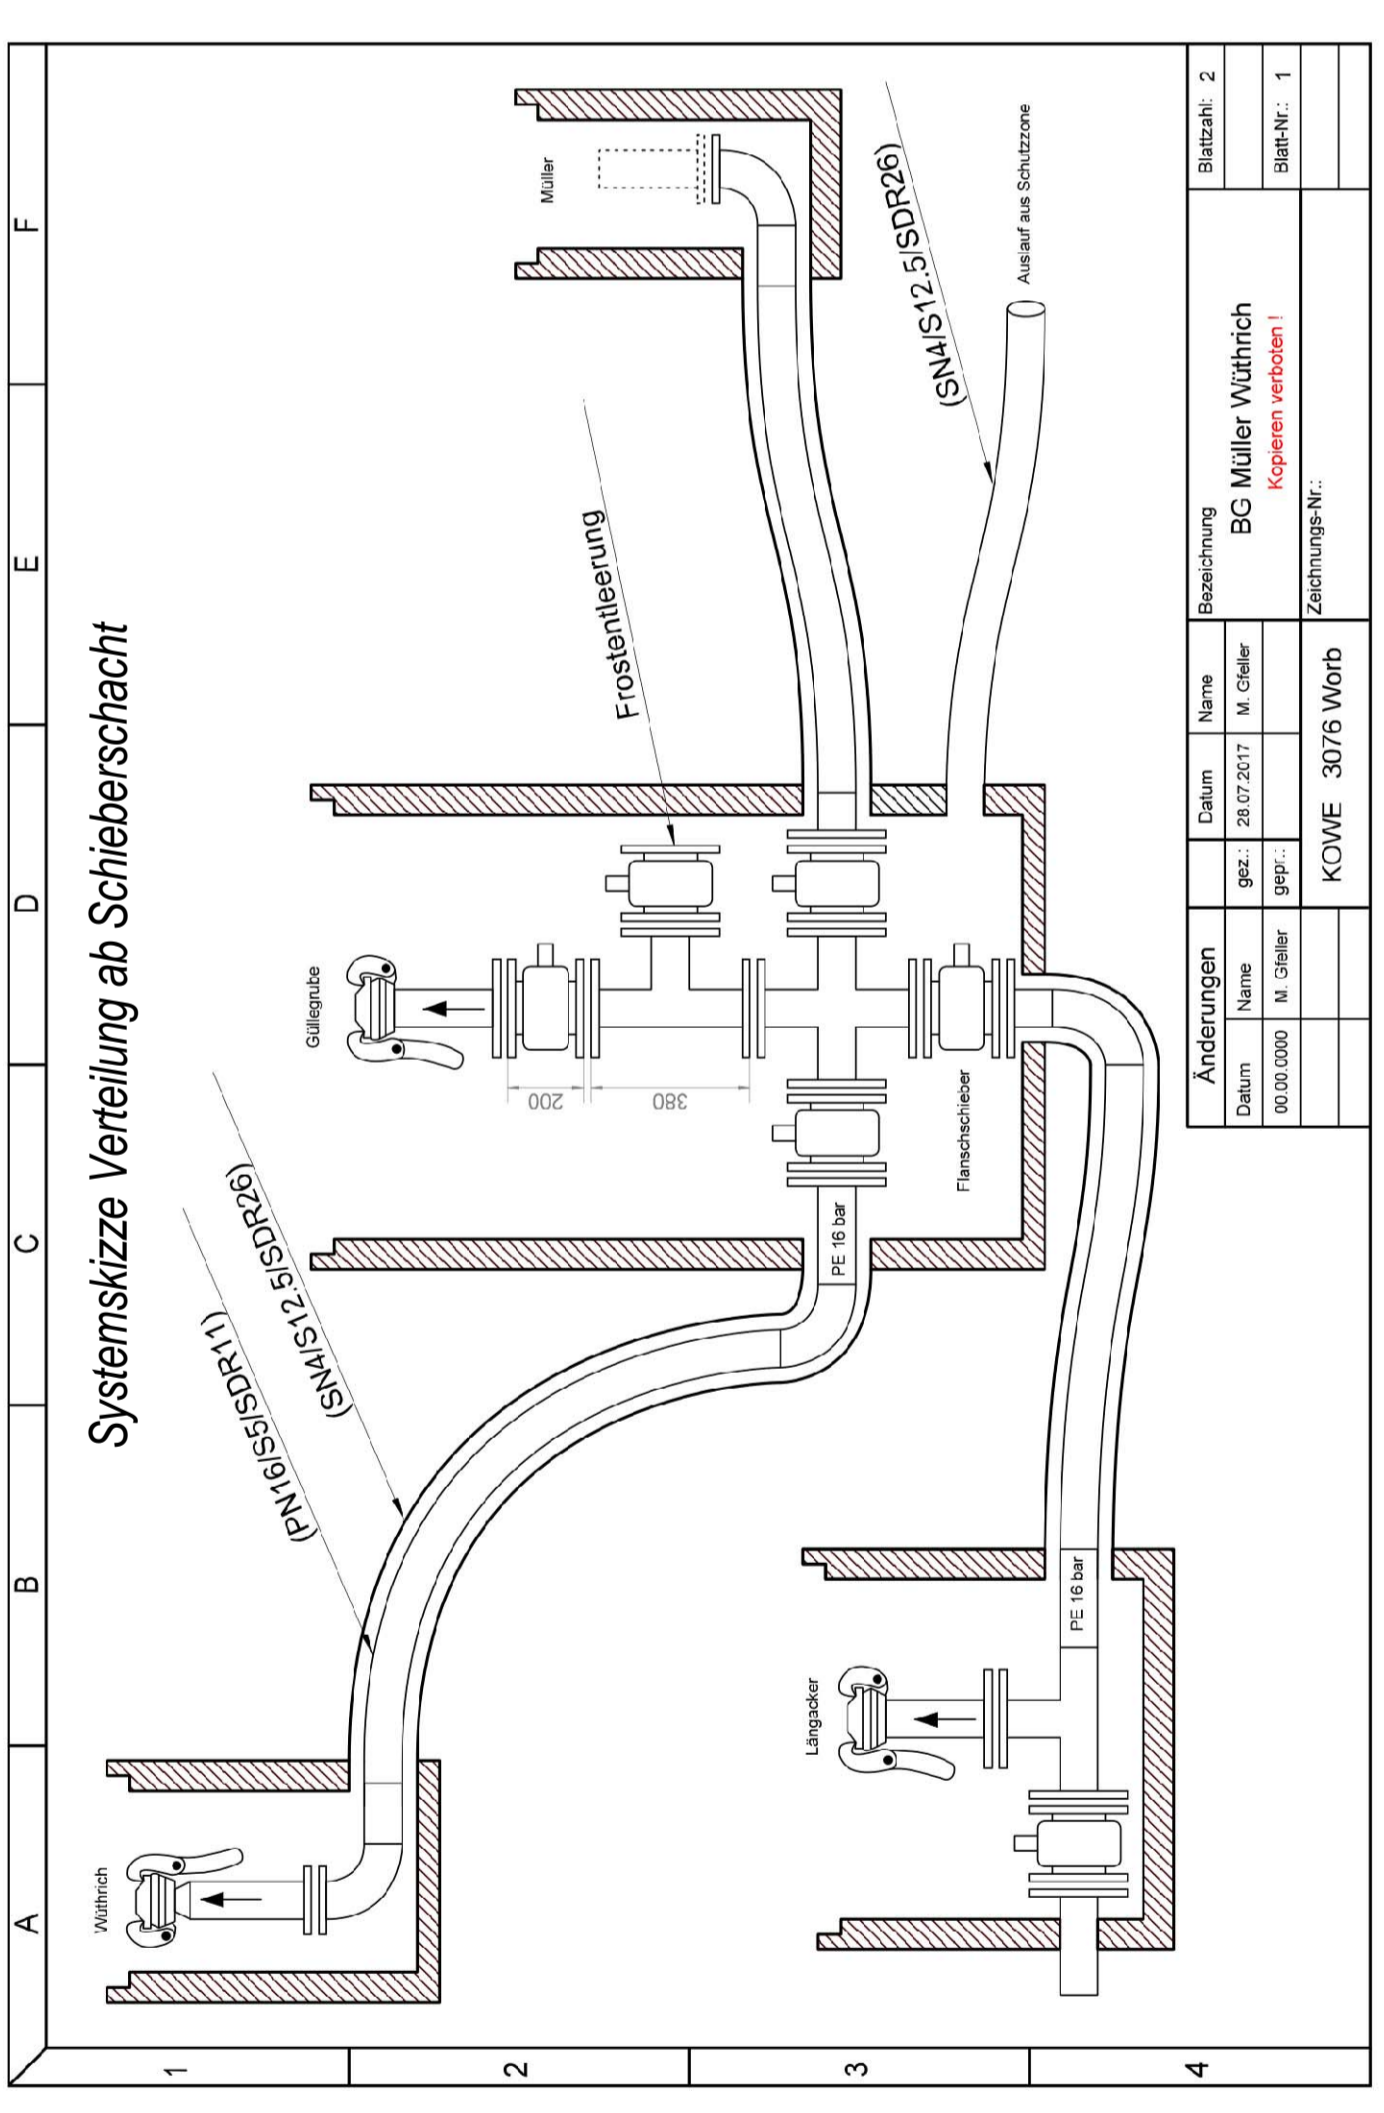 A
B
C
D
E
F
1
2
3
4
Systemskizze Verteilung ab Schieberschacht
Wüthrich
(PN16/S5/SDR11)
(SN4/S12.5/SDR26)
Güllegrube
200
380
Frostentleerung
Müller
(SN4/S12.5/SDR26)
Auslauf aus Schutzzone
PE 16 bar
Flanschschieber
Längacker
PE 16 bar
Änderungen
Datum
Name
00.00.0000
M. Gfeller
Datum
Name
gez.:
28.07.2017
M. Gfeller
gepr.:
KOWE 3076 Worb
Bezeichnung
BG Müller Wüthrich
Kopieren verboten !
Zeichnungs-Nr.:
Blattzahl: 2
Blatt-Nr.: 1